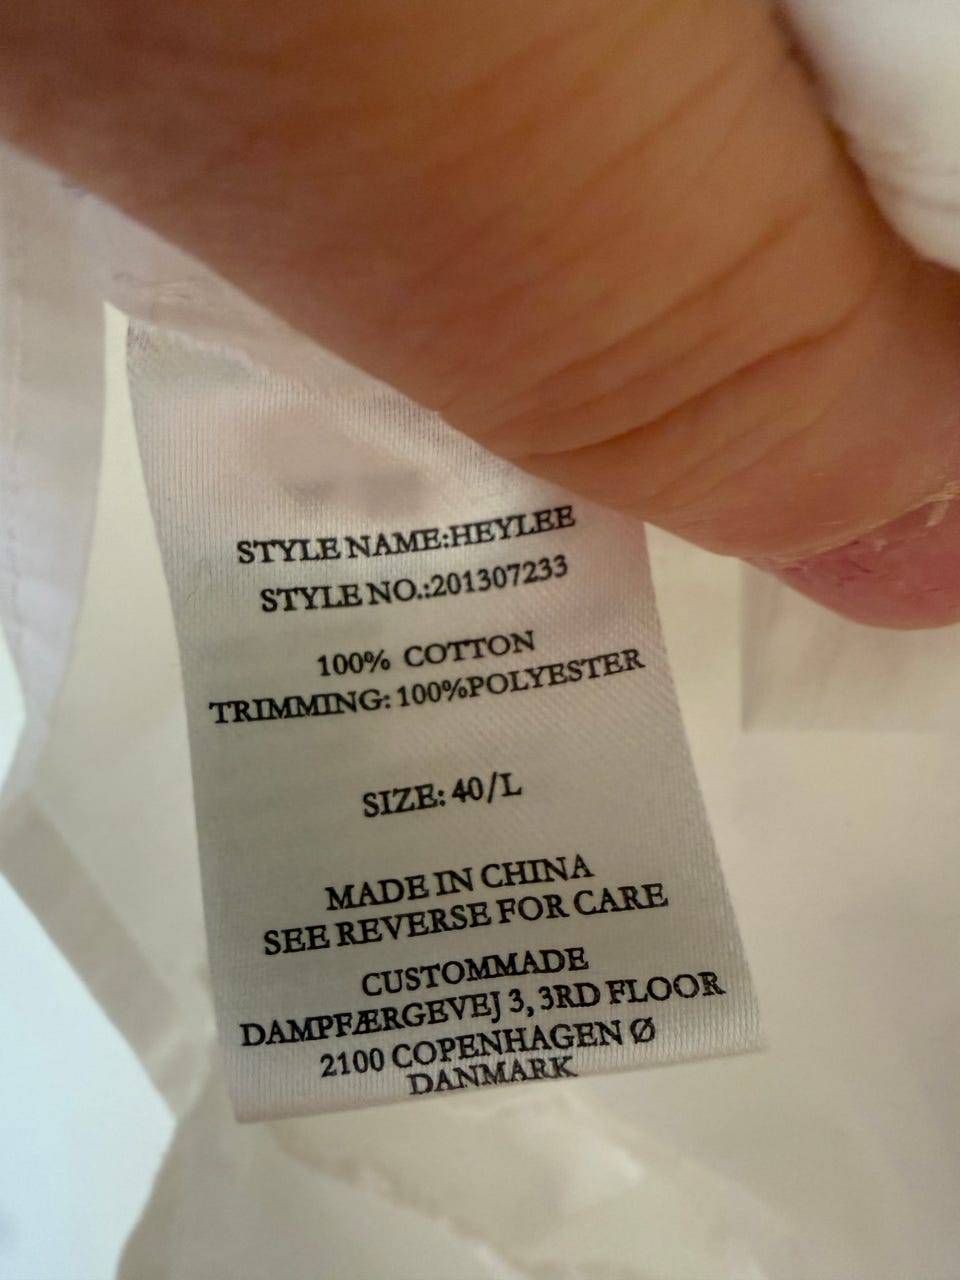 STYLE NAME:HEYLEE
STYLE NO.:201307233
100% COTTON
TRIMMING: 100%POLYESTER
SIZE: 40/L
MADE IN CHINA
SEE REVERSE FOR CARE
CUSTOMMADE
DAMPFÆRGEVEJ 3, 3RD FLOOR
2100 COPENHAGEN Ø
DANMARK